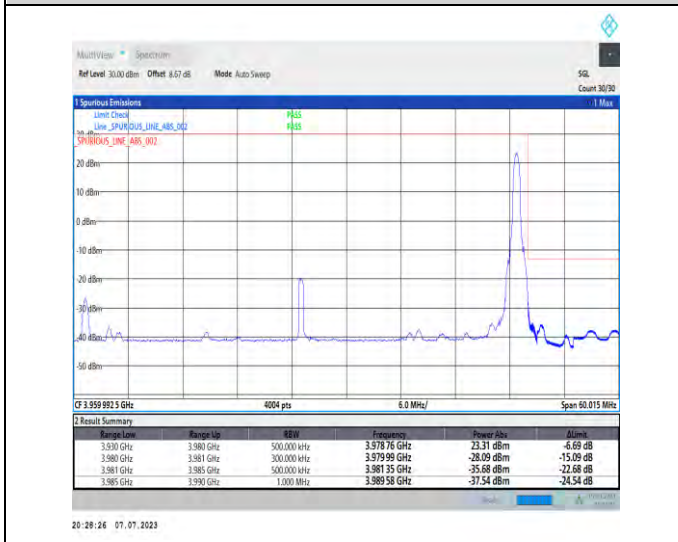 MultiView Spectrum
Ref Level 30.00 dBm Offset 8.67 dB Mode Auto Sweep SGL
Count 30/30
1 Spurious Emissions 1 Max
Limit Check PASS
Line _SPURIOUS_LINE_ABS_002 PASS
30 dBm
_SPURIOUS_LINE_ABS_002
20 dBm
10 dBm
0 dBm
-10 dBm
-20 dBm
-30 dBm
-40 dBm
-50 dBm
CF 3.959 992 5 GHz 4004 pts 6.0 MHz/ Span 60.015 MHz
2 Result Summary
Range Low Range Up RBW Frequency Power Abs ΔLimit
3.930 GHz 3.980 GHz 500.000 kHz 3.978 76 GHz 23.31 dBm -6.69 dB
3.980 GHz 3.981 GHz 300.000 kHz 3.979 99 GHz -28.09 dBm -15.09 dB
3.981 GHz 3.985 GHz 500.000 kHz 3.981 35 GHz -35.68 dBm -22.68 dB
3.985 GHz 3.990 GHz 1.000 MHz 3.989 58 GHz -37.54 dBm -24.54 dB
20:28:26 07.07.2023